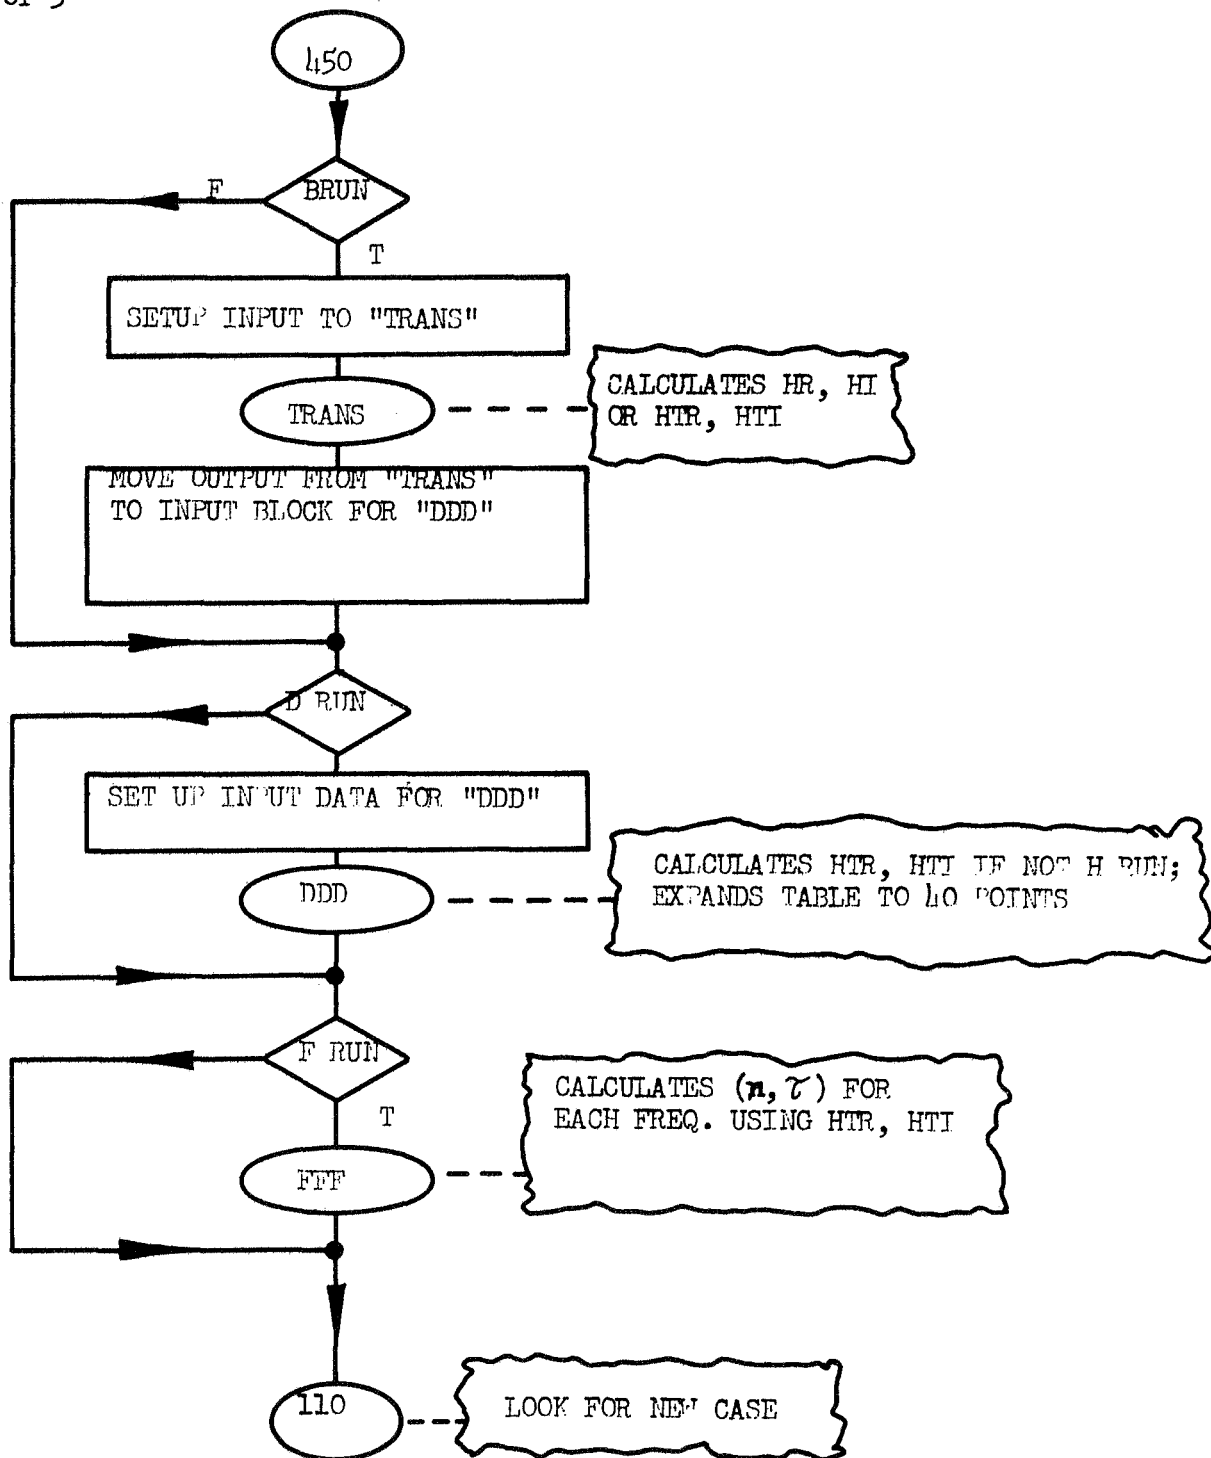 of 5
450
BRUN
F
T
SETUP INPUT TO "TRANS"
TRANS
CALCULATES HR, HI
OR HTR, HTI
MOVE OUTPUT FROM "TRANS"
TO INPUT BLOCK FOR "DDD"
D RUN
SET UP INPUT DATA FOR "DDD"
DDD
CALCULATES HTR, HTI IF NOT H RUN;
EXPANDS TABLE TO 40 POINTS
F RUN
T
FFF
CALCULATES (n, τ) FOR
EACH FREQ. USING HTR, HTI
110
LOOK FOR NEW CASE